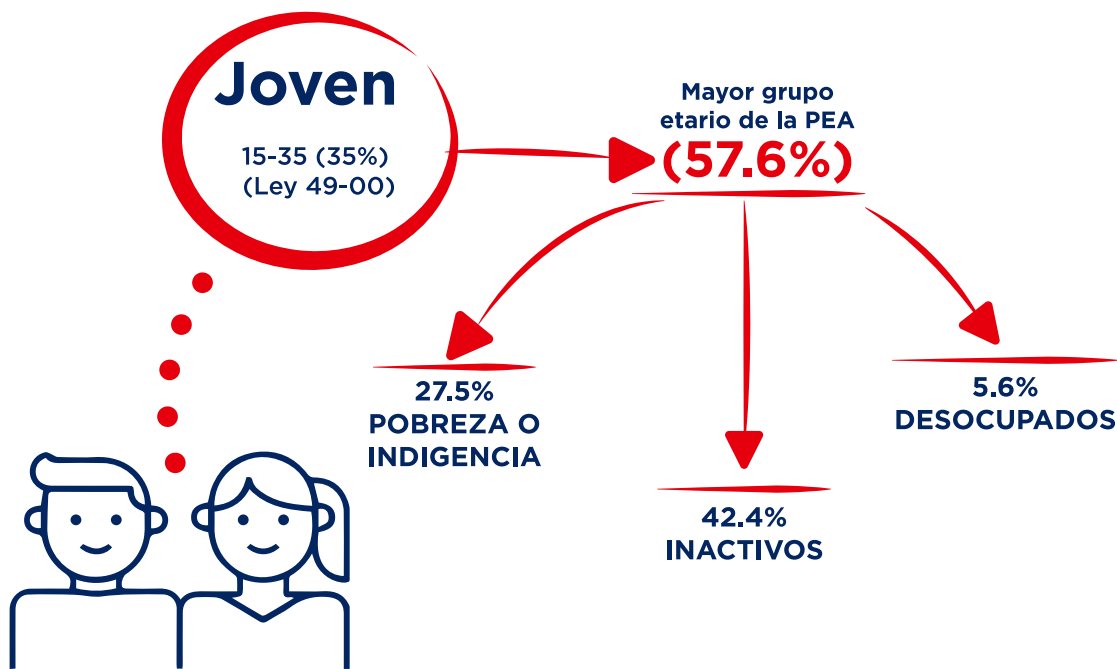 Joven
15-35 (35%)
(Ley 49-00)
Mayor grupo
etario de la PEA
(57.6%)
27.5%
POBREZA O
INDIGENCIA
42.4%
INACTIVOS
5.6%
DESOCUPADOS